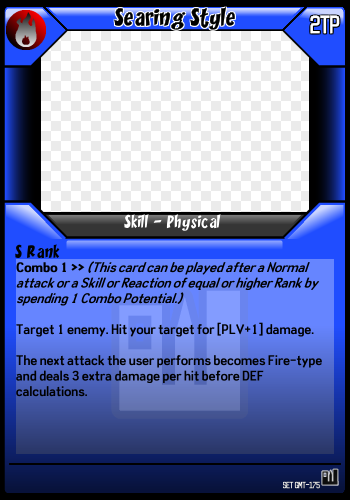 Searing Style
2TP
Skill - Physical
S Rank
Combo 1 >> (This card can be played after a Normal
attack or a Skill or Reaction of equal or higher Rank by
spending 1 Combo Potential.)
Target 1 enemy. Hit your target for [PLV+1] damage.
The next attack the user performs becomes Fire-type
and deals 3 extra damage per hit before DEF
calculations.
SET GMT-175